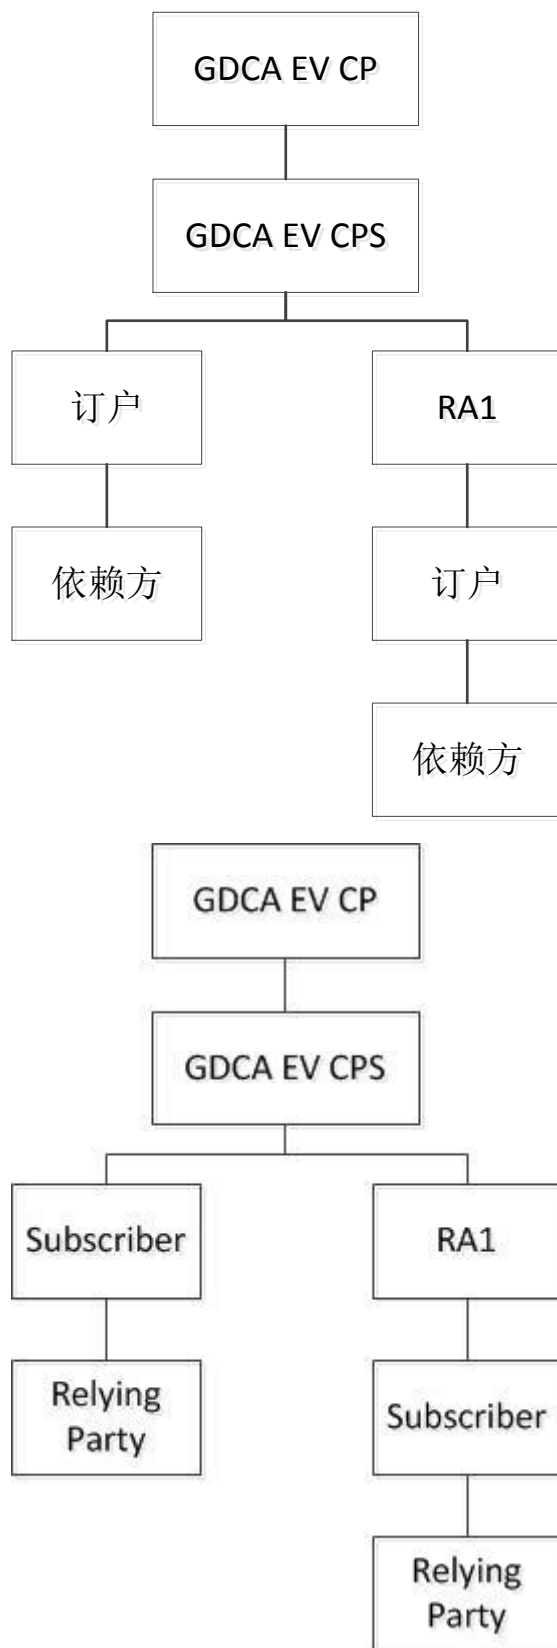 GDCA EV CP
GDCA EV CPS
订户
RA1
依赖方
订户
依赖方
GDCA EV CP
GDCA EV CPS
Subscriber
RA1
Relying
Party
Subscriber
Relying
Party